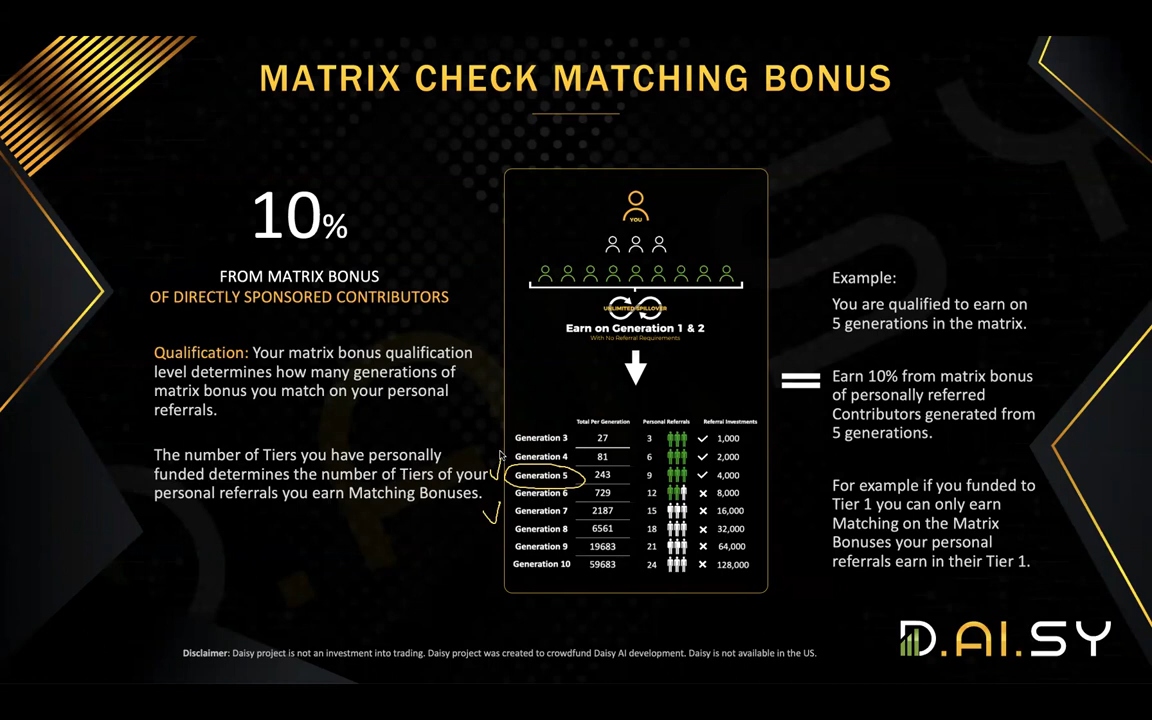 MATRIX CHECK MATCHING BONUS
10%
FROM MATRIX BONUS
OF DIRECTLY SPONSORED CONTRIBUTORS
Qualification: Your matrix bonus qualification
level determines how many generations of
matrix bonus you match on your personal
referrals.
The number of Tiers you have personally
funded determines the number of Tiers of your
personal referrals you earn Matching Bonuses.
YOU
UNLIMITED SPILLOVER
Earn on Generation 1 & 2
With No Referral Requirements
Total Per Generation Personal Referrals Referral Investments
Generation 3 27 3 1,000
Generation 4 81 6 2,000
Generation 5 243 9 4,000
Generation 6 729 12 8,000
Generation 7 2187 15 16,000
Generation 8 6561 18 32,000
Generation 9 19683 21 64,000
Generation 10 59683 24 128,000
Example:
You are qualified to earn on
5 generations in the matrix.
Earn 10% from matrix bonus
of personally referred
Contributors generated from
5 generations.
For example if you funded to
Tier 1 you can only earn
Matching on the Matrix
Bonuses your personal
referrals earn in their Tier 1.
D.AI.SY
Disclaimer: Daisy project is not an investment into trading. Daisy project was created to crowdfund Daisy AI development. Daisy is not available in the US.